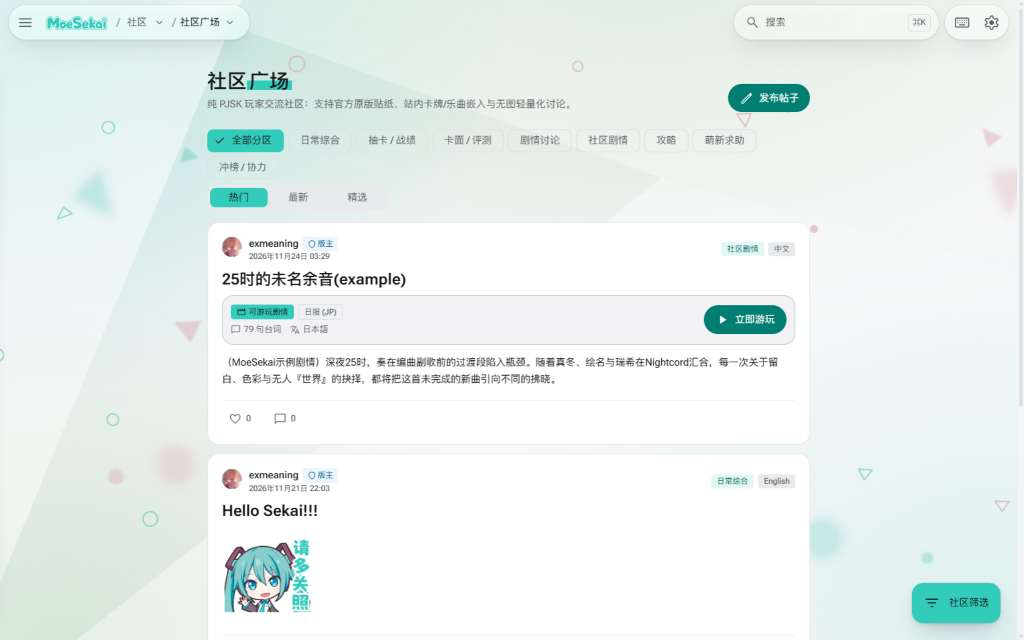 MoeSekai / 社区 / 社区广场
搜索 ⌘K
社区广场
纯 PJSK 玩家交流社区：支持官方原版贴纸、站内卡牌/乐曲嵌入与无图轻量化讨论。
发布帖子
全部分区 日常综合 抽卡 / 战绩 卡面 / 评测 剧情讨论 社区剧情 攻略 萌新求助
冲榜 / 协力
热门 最新 精选
exmeaning 版主
2026年11月24日 03:29
社区剧情 中文
25时的未名余音(example)
可游玩剧情 日服 (JP)
79 句台词 日本語
立即游玩
（MoeSekai示例剧情）深夜25时，奏在编曲副歌前的过渡段陷入瓶颈。随着真冬、绘名与瑞希在Nightcord汇合，每一次关于留
白、色彩与无人『世界』的抉择，都将把这首未完成的新曲引向不同的拂晓。
0 0
exmeaning 版主
2026年11月21日 22:03
日常综合 English
Hello Sekai!!!
请多关照
社区筛选